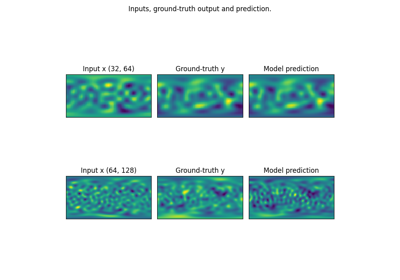 Inputs, ground-truth output and prediction.
Input x (32, 64) Ground-truth y Model prediction
Input x (64, 128) Ground-truth y Model prediction